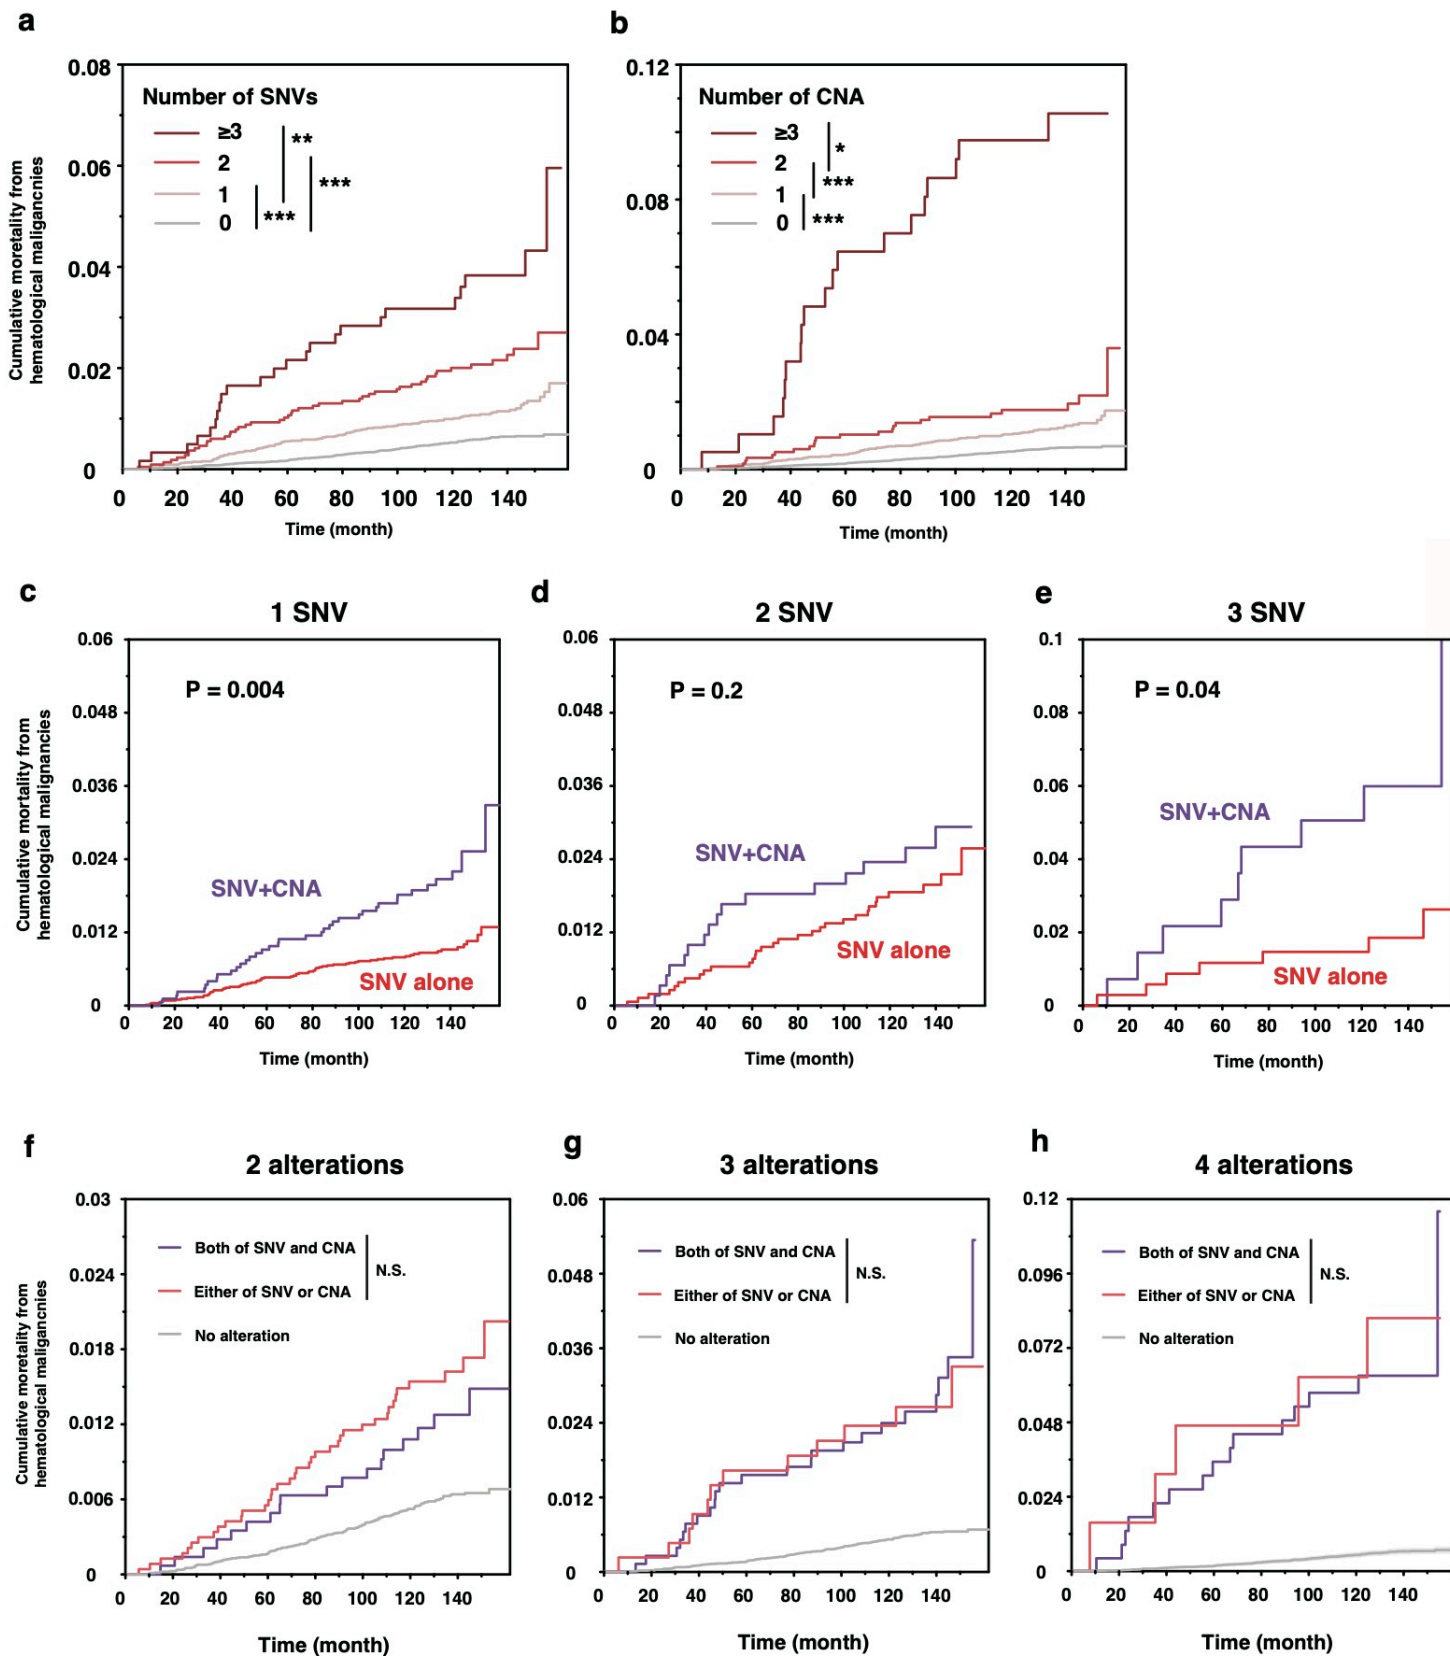 a
0.08
0.06
0.04
0.02
0
Number of SNVs
≥3
2
1
0
**
***
***
Cumulative moretality from
hematological maligancnies
0 20 40 60 80 100 120 140
Time (month)
b
0.12
0.08
0.04
0
Number of CNA
≥3
2
1
0
*
***
***
0 20 40 60 80 100 120 140
Time (month)
c
1 SNV
0.06
0.048
0.036
0.024
0.012
0
P = 0.004
SNV+CNA
SNV alone
Cumulative mortality from
hematological malignancies
0 20 40 60 80 100 120 140
Time (month)
d
2 SNV
0.06
0.048
0.036
0.024
0.012
0
P = 0.2
SNV+CNA
SNV alone
0 20 40 60 80 100 120 140
Time (month)
e
3 SNV
0.1
0.08
0.06
0.04
0.02
0
P = 0.04
SNV+CNA
SNV alone
0 20 40 60 80 100 120 140
Time (month)
f
2 alterations
0.03
0.024
0.018
0.012
0.006
0
Both of SNV and CNA
Either of SNV or CNA
No alteration
N.S.
Cumulative moretality from
hematological maligancnies
0 20 40 60 80 100 120 140
Time (month)
g
3 alterations
0.06
0.048
0.036
0.024
0.012
0
Both of SNV and CNA
Either of SNV or CNA
No alteration
N.S.
0 20 40 60 80 100 120 140
Time (month)
h
4 alterations
0.12
0.096
0.072
0.048
0.024
0
Both of SNV and CNA
Either of SNV or CNA
No alteration
N.S.
0 20 40 60 80 100 120 140
Time (month)